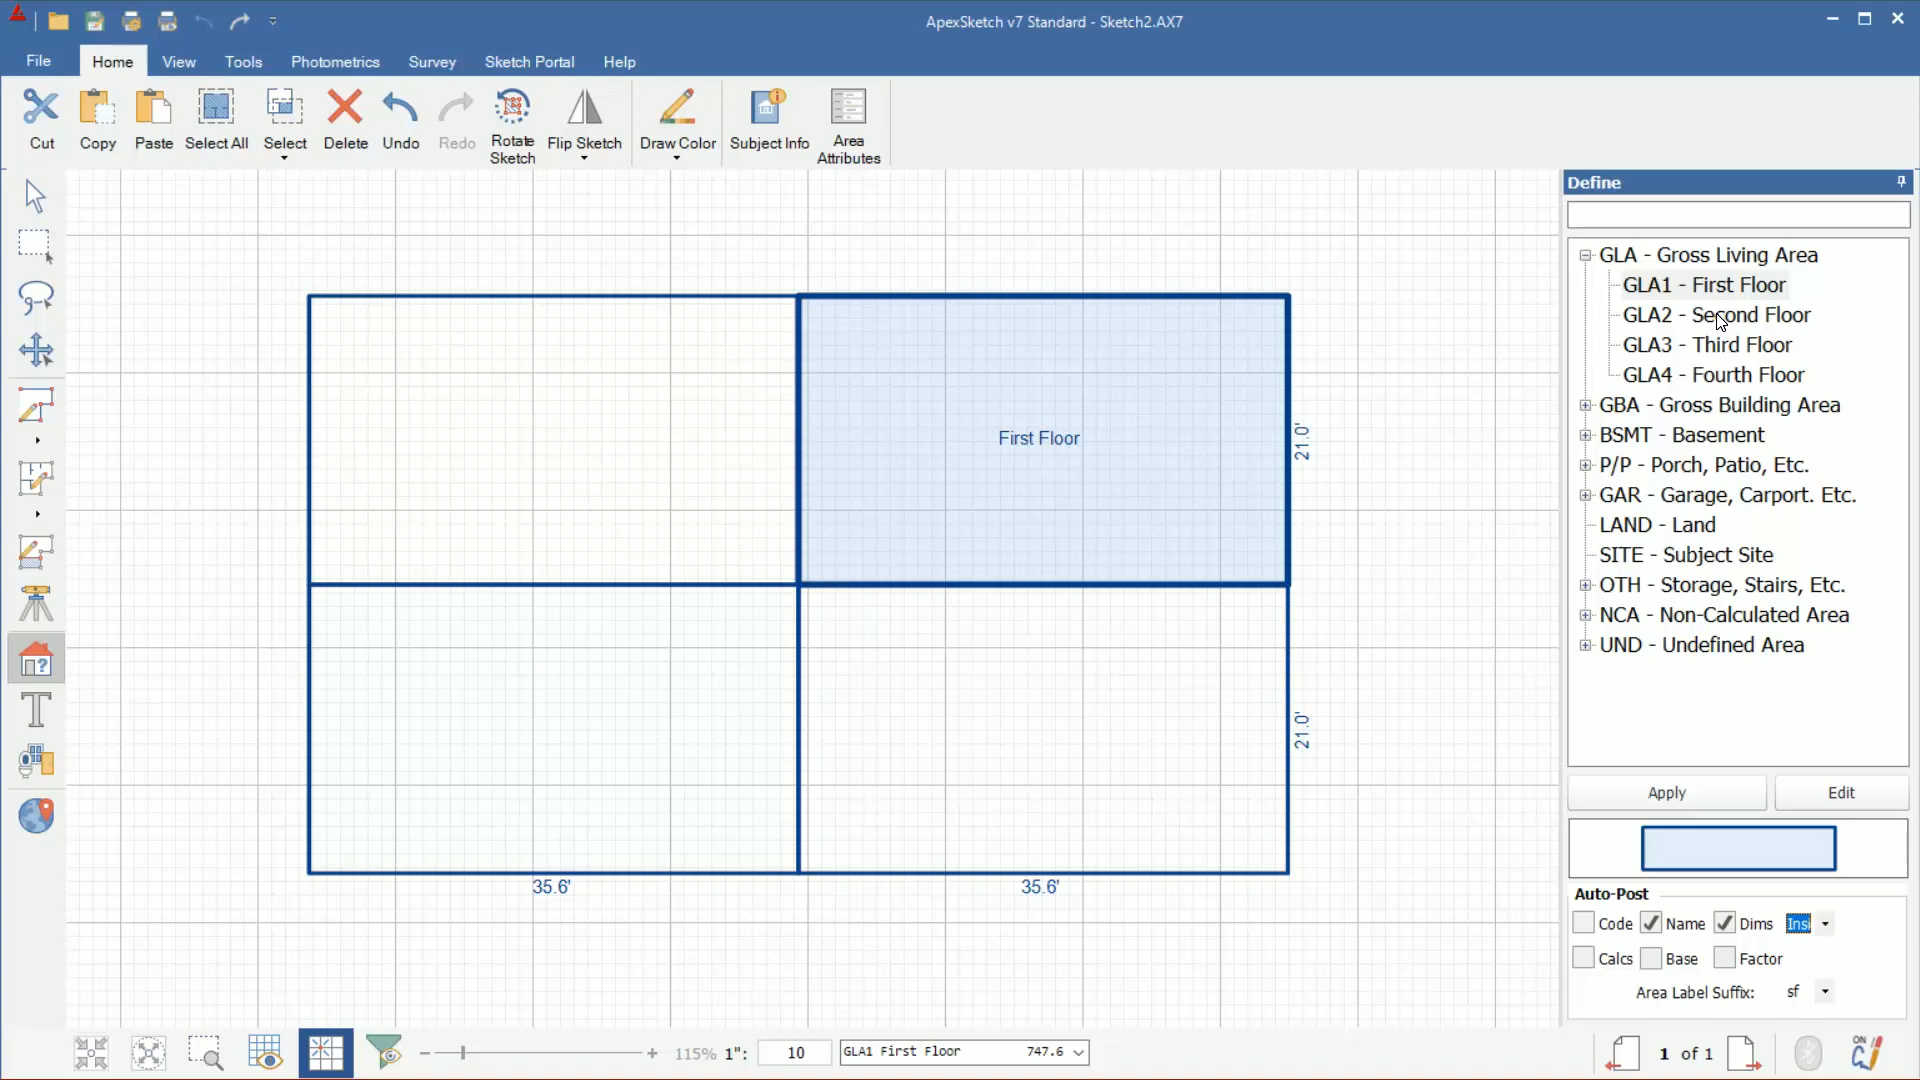 ApexSketch v7 Standard - Sketch2.AX7
File Home View Tools Photometrics Survey Sketch Portal Help
Cut Copy Paste Select All Select Delete Undo Redo Rotate Sketch Flip Sketch Draw Color Subject Info Area Attributes
Define
GLA - Gross Living Area
GLA1 - First Floor
GLA2 - Second Floor
GLA3 - Third Floor
GLA4 - Fourth Floor
GBA - Gross Building Area
BSMT - Basement
P/P - Porch, Patio, Etc.
GAR - Garage, Carport. Etc.
LAND - Land
SITE - Subject Site
OTH - Storage, Stairs, Etc.
NCA - Non-Calculated Area
UND - Undefined Area
First Floor
21.0'
21.0'
35.6' 35.6'
Apply Edit
Auto-Post
Code Name Dims Ins
Calcs Base Factor
Area Label Suffix: sf
115% 1": 10 GLA1 First Floor 747.6 1 of 1 ON